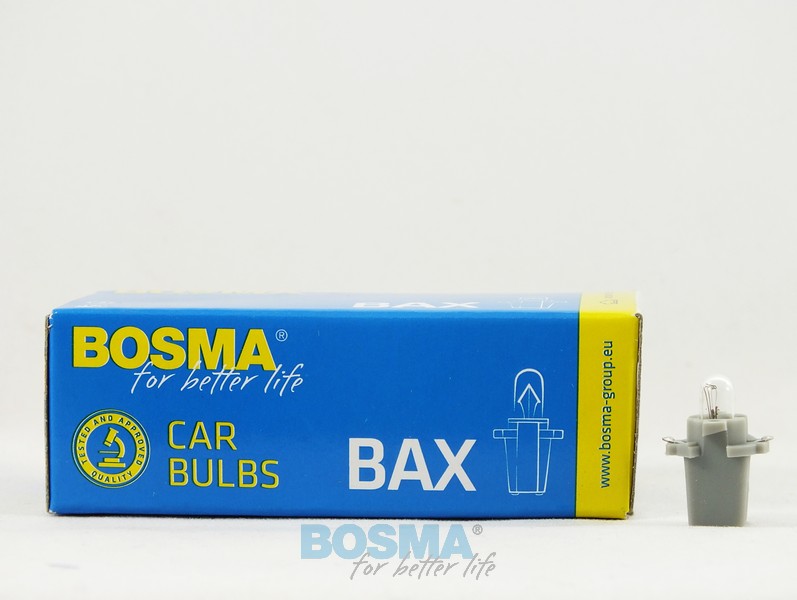 BAX
BOSMA®
for better life
TESTED AND APPROVED
QUALITY
CAR
BULBS
BAX
www.bosma-group.eu
BOSMA®
for better life